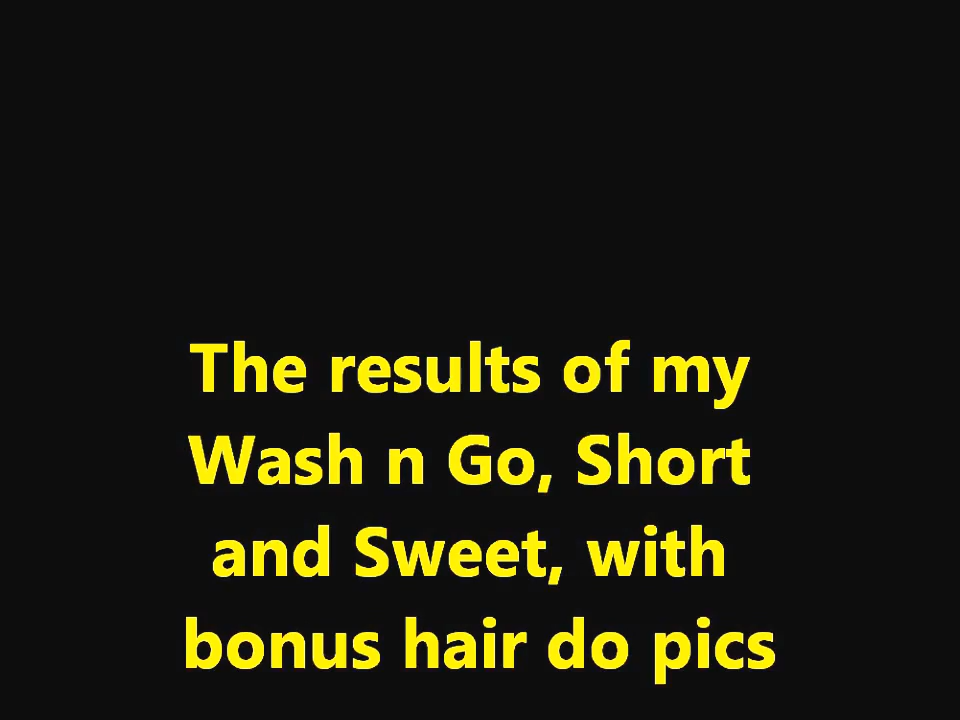 The results of my
Wash n Go, Short
and Sweet, with
bonus hair do pics